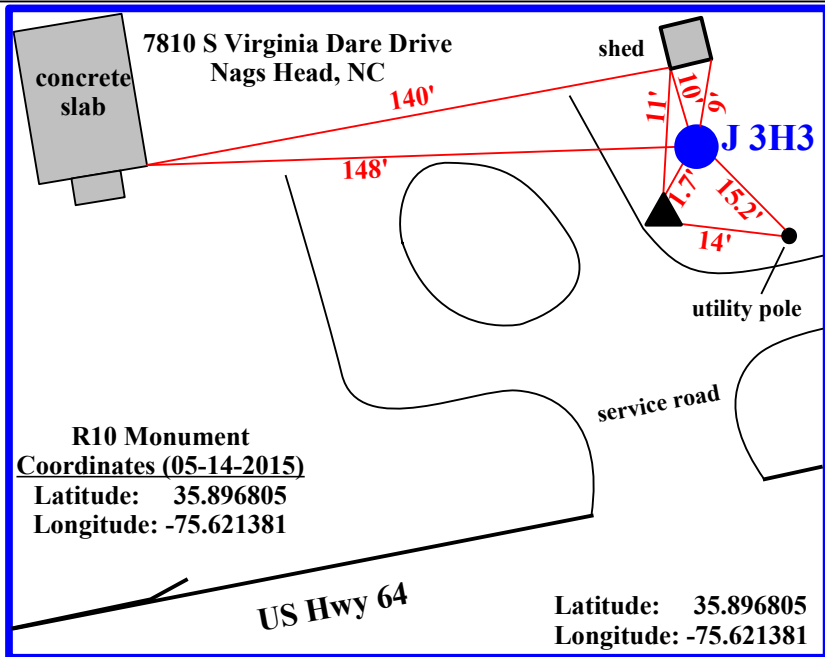 7810 S Virginia Dare Drive
Nags Head, NC
concrete
slab
shed
140'
148'
10'
9'
11'
J 3H3
1.7'
15.2'
14'
utility pole
service road
R10 Monument
Coordinates (05-14-2015)
Latitude: 35.896805
Longitude: -75.621381
US Hwy 64
Latitude: 35.896805
Longitude: -75.621381